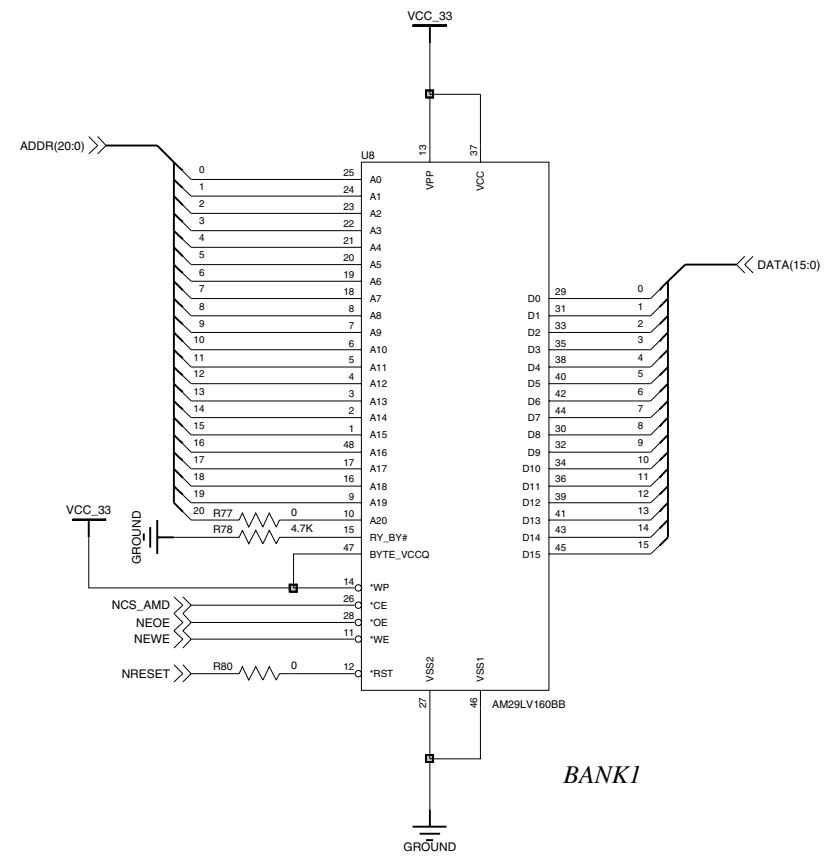 VCC_33
ADDR(20:0)
U8
13
37
VPP
VCC
0 25 A0
1 24 A1
2 23 A2
3 22 A3
4 21 A4
5 20 A5
6 19 A6
7 18 A7
8 8 A8
9 7 A9
10 6 A10
11 5 A11
12 4 A12
13 3 A13
14 2 A14
15 1 A15
16 48 A16
17 17 A17
18 16 A18
19 9 A19
20 R77 0 10 A20
R78 4.7K 15 RY_BY#
47 BYTE_VCCQ
VCC_33
GROUND
14 *WP
NCS_AMD 26 *CE
NEOE 28 *OE
NEWE 11 *WE
NRESET R80 0 12 *RST
DATA(15:0)
D0 29 0
D1 31 1
D2 33 2
D3 35 3
D4 38 4
D5 40 5
D6 42 6
D7 44 7
D8 30 8
D9 32 9
D10 34 10
D11 36 11
D12 39 12
D13 41 13
D14 43 14
D15 45 15
VSS2
VSS1
27
46
AM29LV160BB
BANK1
GROUND